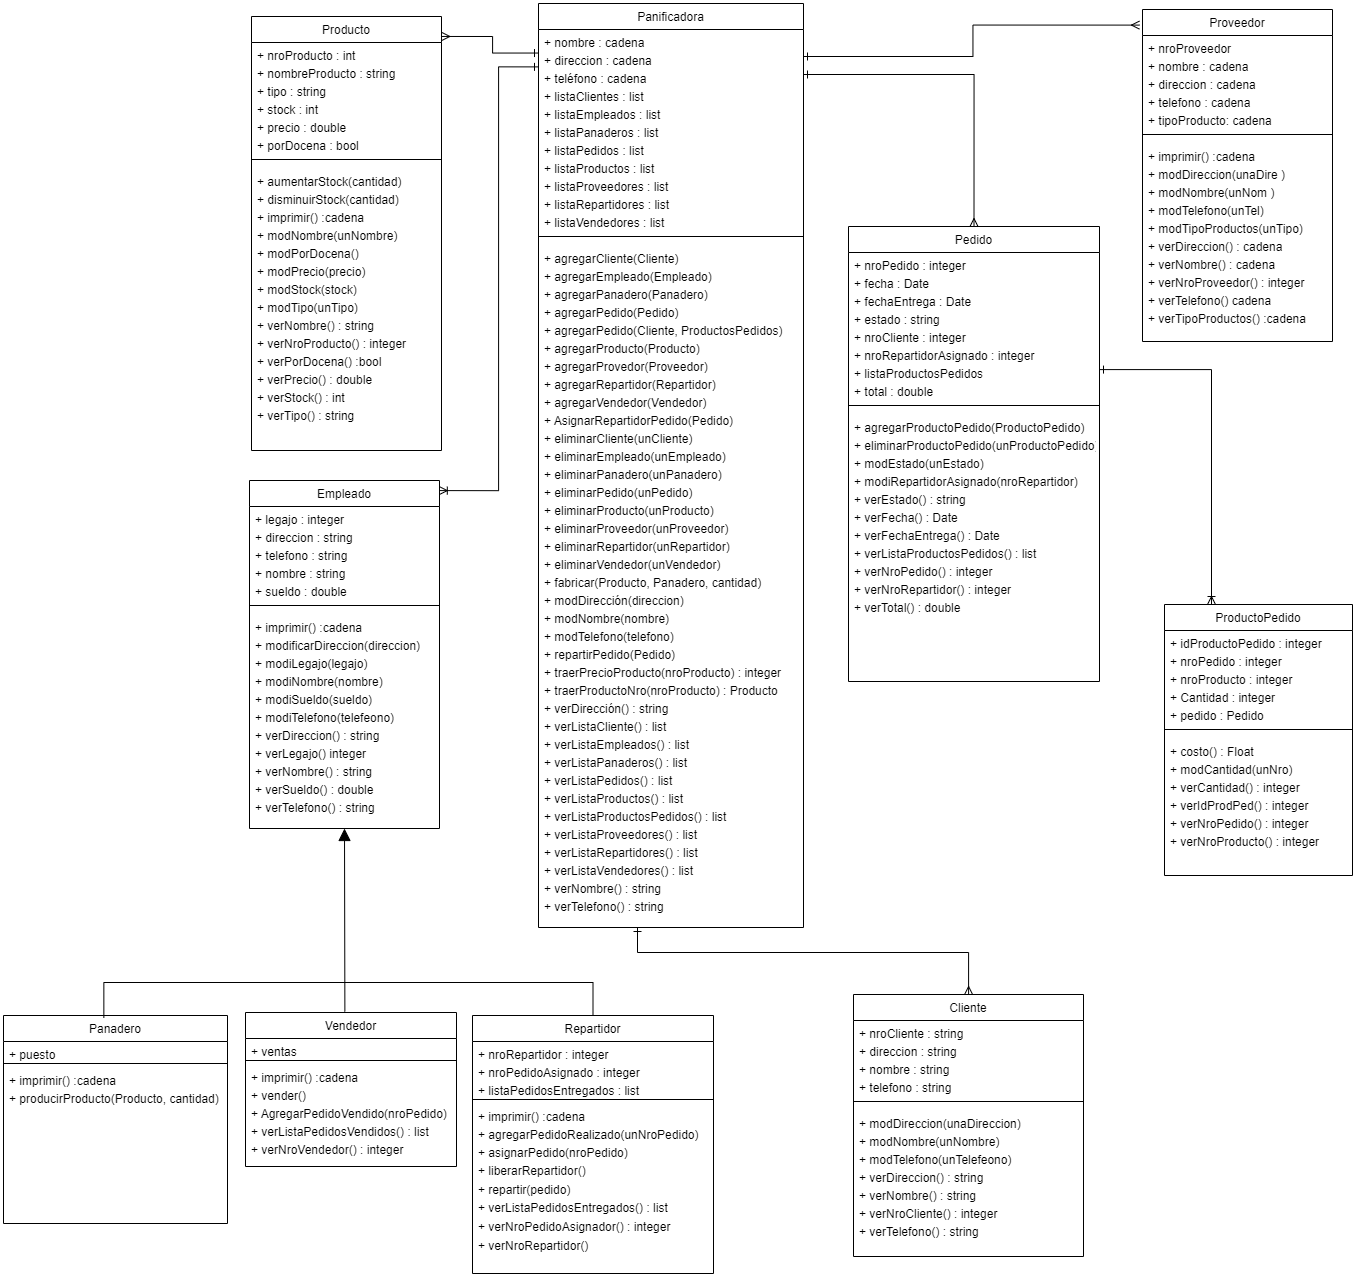 Producto
+ nroProducto : int
+ nombreProducto : string
+ tipo : string
+ stock : int
+ precio : double
+ porDocena : bool
+ aumentarStock(cantidad)
+ disminuirStock(cantidad)
+ imprimir() :cadena
+ modNombre(unNombre)
+ modPorDocena()
+ modPrecio(precio)
+ modStock(stock)
+ modTipo(unTipo)
+ verNombre() : string
+ verNroProducto() : integer
+ verPorDocena() :bool
+ verPrecio() : double
+ verStock() : int
+ verTipo() : string
Panificadora
+ nombre : cadena
+ direccion : cadena
+ teléfono : cadena
+ listaClientes : list
+ listaEmpleados : list
+ listaPanaderos : list
+ listaPedidos : list
+ listaProductos : list
+ listaProveedores : list
+ listaRepartidores : list
+ listaVendedores : list
+ agregarCliente(Cliente)
+ agregarEmpleado(Empleado)
+ agregarPanadero(Panadero)
+ agregarPedido(Pedido)
+ agregarPedido(Cliente, ProductosPedidos)
+ agregarProducto(Producto)
+ agregarProvedor(Proveedor)
+ agregarRepartidor(Repartidor)
+ agregarVendedor(Vendedor)
+ AsignarRepartidorPedido(Pedido)
+ eliminarCliente(unCliente)
+ eliminarEmpleado(unEmpleado)
+ eliminarPanadero(unPanadero)
+ eliminarPedido(unPedido)
+ eliminarProducto(unProducto)
+ eliminarProveedor(unProveedor)
+ eliminarRepartidor(unRepartidor)
+ eliminarVendedor(unVendedor)
+ fabricar(Producto, Panadero, cantidad)
+ modDirección(direccion)
+ modNombre(nombre)
+ modTelefono(telefono)
+ repartirPedido(Pedido)
+ traerPrecioProducto(nroProducto) : integer
+ traerProductoNro(nroProducto) : Producto
+ verDirección() : string
+ verListaCliente() : list
+ verListaEmpleados() : list
+ verListaPanaderos() : list
+ verListaPedidos() : list
+ verListaProductos() : list
+ verListaProductosPedidos() : list
+ verListaProveedores() : list
+ verListaRepartidores() : list
+ verListaVendedores() : list
+ verNombre() : string
+ verTelefono() : string
Proveedor
+ nroProveedor
+ nombre : cadena
+ direccion : cadena
+ telefono : cadena
+ tipoProducto: cadena
+ imprimir() :cadena
+ modDireccion(unaDire )
+ modNombre(unNom )
+ modTelefono(unTel)
+ modTipoProductos(unTipo)
+ verDireccion() : cadena
+ verNombre() : cadena
+ verNroProveedor() : integer
+ verTelefono() cadena
+ verTipoProductos() :cadena
Pedido
+ nroPedido : integer
+ fecha : Date
+ fechaEntrega : Date
+ estado : string
+ nroCliente : integer
+ nroRepartidorAsignado : integer
+ listaProductosPedidos
+ total : double
+ agregarProductoPedido(ProductoPedido)
+ eliminarProductoPedido(unProductoPedido
+ modEstado(unEstado)
+ modiRepartidorAsignado(nroRepartidor)
+ verEstado() : string
+ verFecha() : Date
+ verFechaEntrega() : Date
+ verListaProductosPedidos() : list
+ verNroPedido() : integer
+ verNroRepartidor() : integer
+ verTotal() : double
Empleado
+ legajo : integer
+ direccion : string
+ telefono : string
+ nombre : string
+ sueldo : double
+ imprimir() :cadena
+ modificarDireccion(direccion)
+ modiLegajo(legajo)
+ modiNombre(nombre)
+ modiSueldo(sueldo)
+ modiTelefono(telefeono)
+ verDireccion() : string
+ verLegajo() integer
+ verNombre() : string
+ verSueldo() : double
+ verTelefono() : string
ProductoPedido
+ idProductoPedido : integer
+ nroPedido : integer
+ nroProducto : integer
+ Cantidad : integer
+ pedido : Pedido
+ costo() : Float
+ modCantidad(unNro)
+ verCantidad() : integer
+ verIdProdPed() : integer
+ verNroPedido() : integer
+ verNroProducto() : integer
Panadero
+ puesto
+ imprimir() :cadena
+ producirProducto(Producto, cantidad)
Vendedor
+ ventas
+ imprimir() :cadena
+ vender()
+ AgregarPedidoVendido(nroPedido)
+ verListaPedidosVendidos() : list
+ verNroVendedor() : integer
Repartidor
+ nroRepartidor : integer
+ nroPedidoAsignado : integer
+ listaPedidosEntregados : list
+ imprimir() :cadena
+ agregarPedidoRealizado(unNroPedido)
+ asignarPedido(nroPedido)
+ liberarRepartidor()
+ repartir(pedido)
+ verListaPedidosEntregados() : list
+ verNroPedidoAsignador() : integer
+ verNroRepartidor()
Cliente
+ nroCliente : string
+ direccion : string
+ nombre : string
+ telefono : string
+ modDireccion(unaDireccion)
+ modNombre(unNombre)
+ modTelefono(unTelefeono)
+ verDireccion() : string
+ verNombre() : string
+ verNroCliente() : integer
+ verTelefono() : string